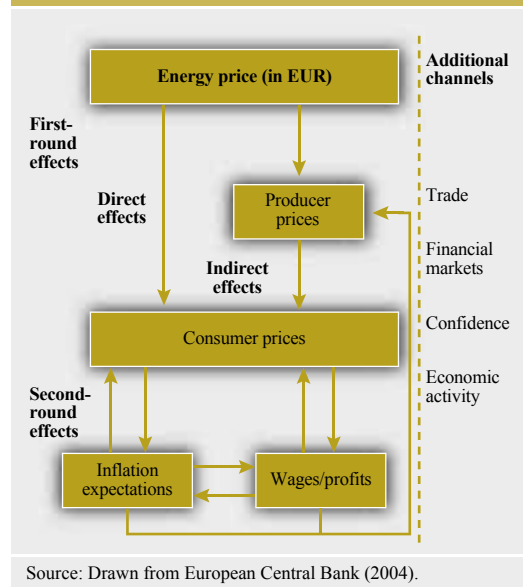 Energy price (in EUR)
Additional
channels
First-
round
effects
Direct
effects
Producer
prices
Trade
Indirect
effects
Financial
markets
Consumer prices
Confidence
Economic
activity
Second-
round
effects
Inflation
expectations
Wages/profits
Source: Drawn from European Central Bank (2004).